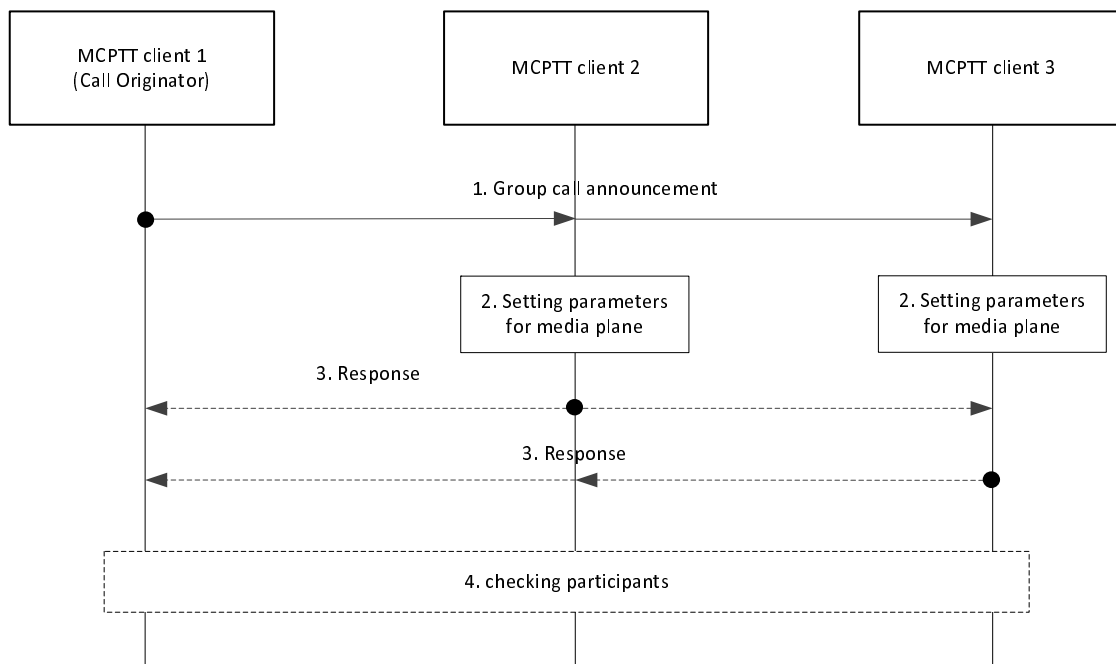 MCPTT client 1
(Call Originator)
MCPTT client 2
MCPTT client 3
1. Group call announcement
2. Setting parameters
for media plane
2. Setting parameters
for media plane
3. Response
3. Response
4. checking participants